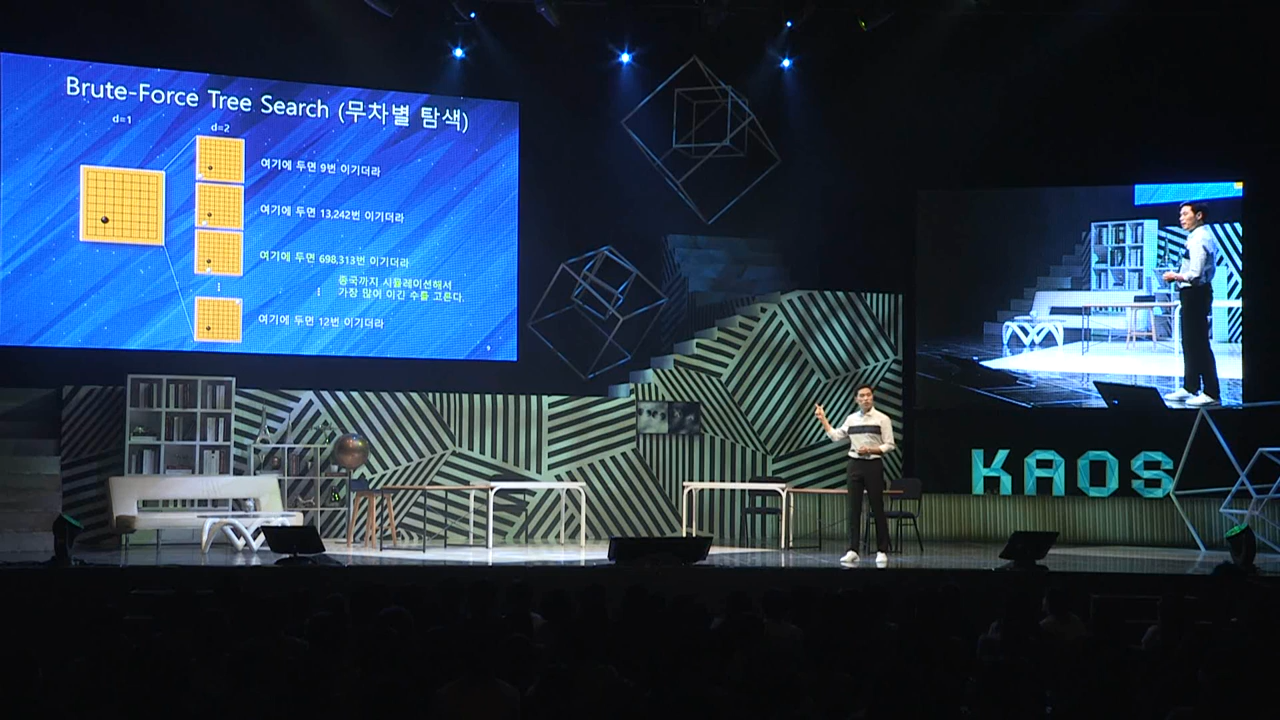 Brute-Force Tree Search (무차별 탐색)
d=1
d=2
여기에 두면 9번 이기더라
여기에 두면 13,242번 이기더라
여기에 두면 698,313번 이기더라
종국까지 시뮬레이션해서
가장 많이 이긴 수를 고른다.
여기에 두면 12번 이기더라
9
KAOS